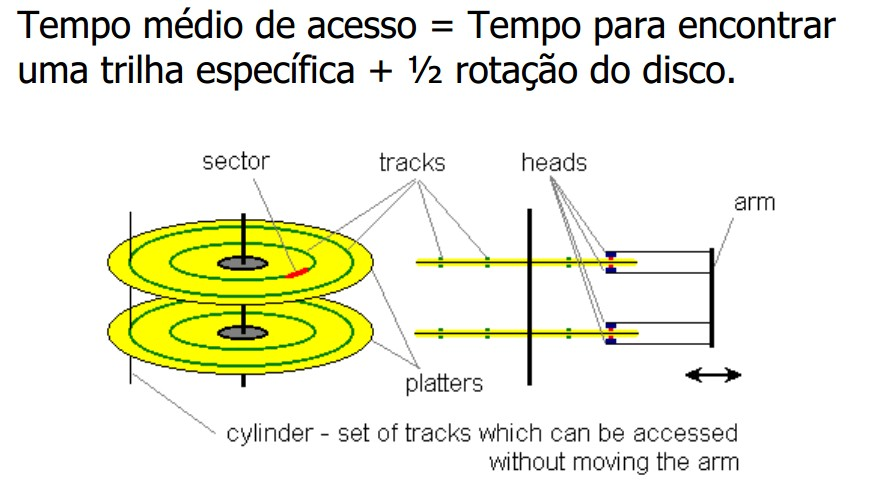 Tempo médio de acesso = Tempo para encontrar
uma trilha específica + ½ rotação do disco.
sector
tracks
heads
arm
platters
cylinder - set of tracks which can be accessed
without moving the arm